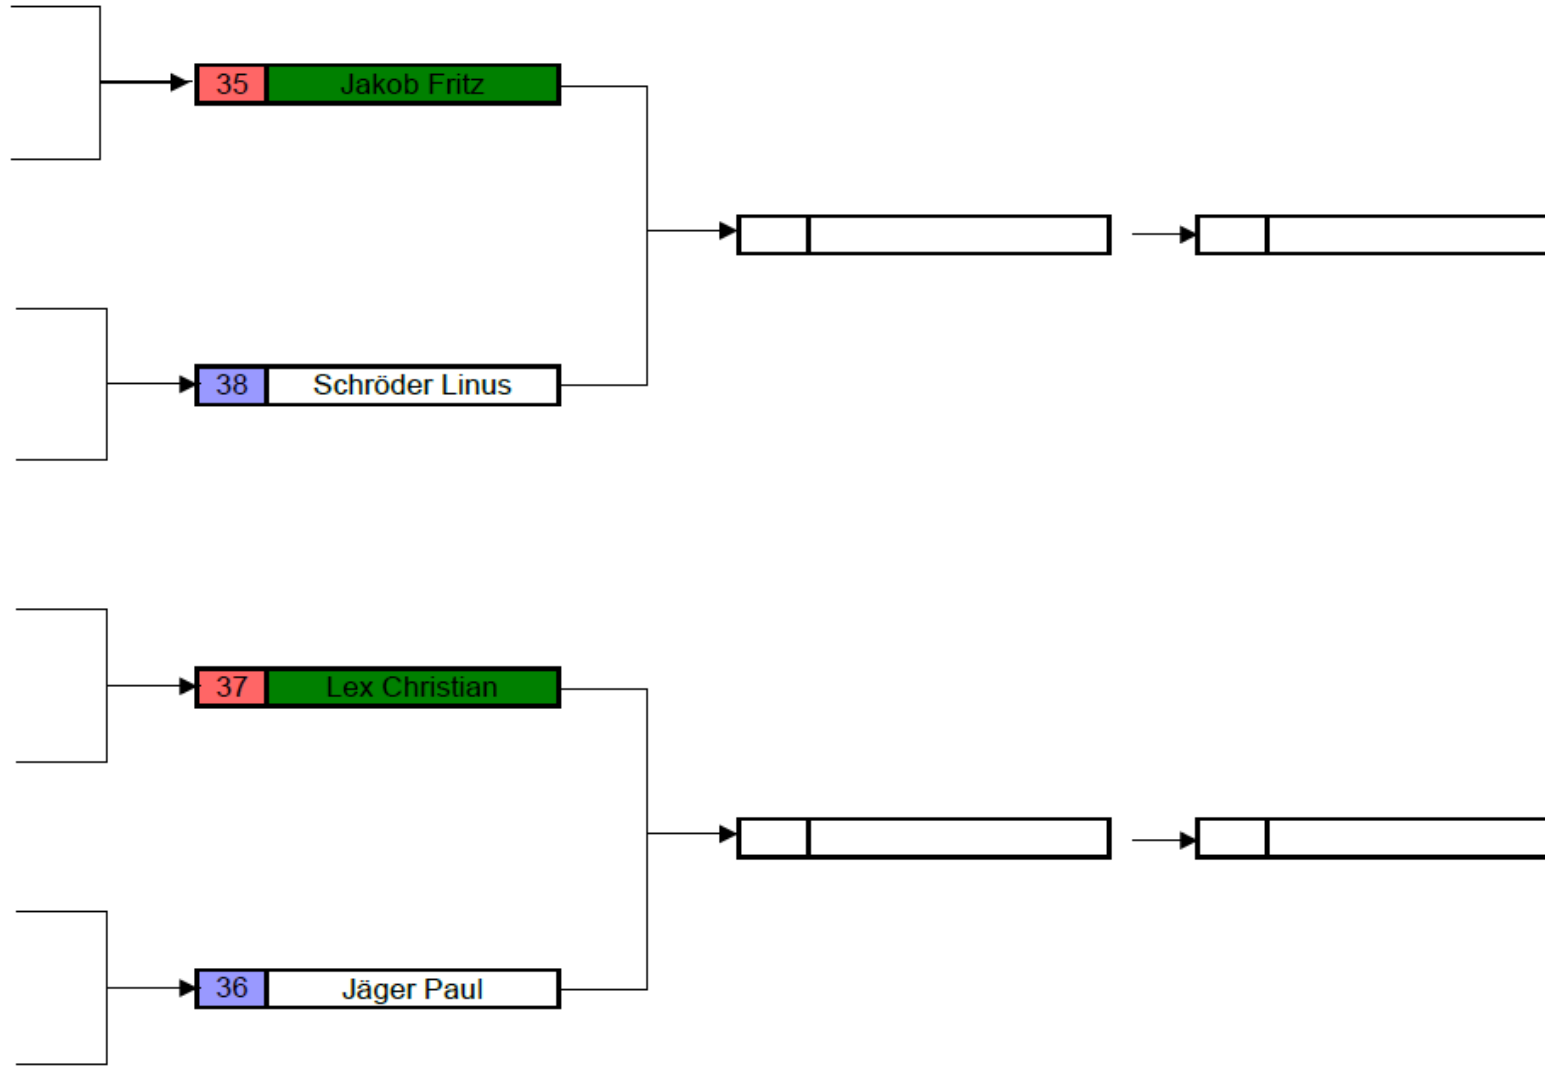 35 Jakob Fritz
38 Schröder Linus
37 Lex Christian
36 Jäger Paul